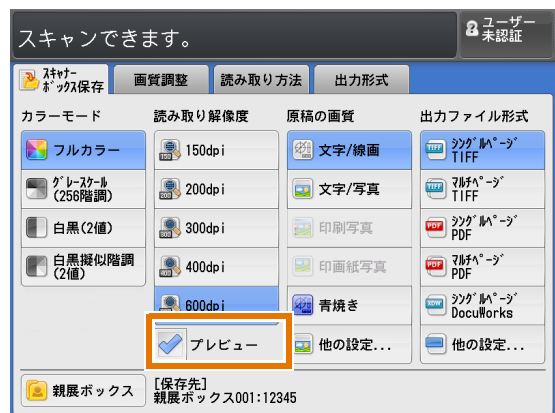 スキャンできます。
ユーザー
未認証
スキャナー
ボックス保存
画質調整
読み取り方法
出力形式
カラーモード
フルカラー
グレースケール
(256階調)
白黒(2値)
白黒擬似階調
(2値)
読み取り解像度
150dpi
200dpi
300dpi
400dpi
600dpi
プレビュー
原稿の画質
文字/線画
文字/写真
印刷写真
印画紙写真
青焼き
他の設定...
出力ファイル形式
TIFF
シングルページ
TIFF
TIFF
マルチページ
TIFF
PDF
シングルページ
PDF
PDF
マルチページ
PDF
XDW
シングルページ
DocuWorks
他の設定...
親展ボックス
[保存先]
親展ボックス001:12345